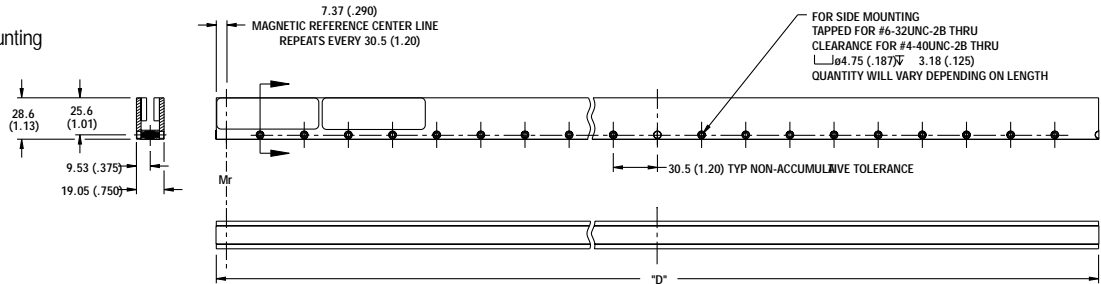 unting
7.37 (.290)
MAGNETIC REFERENCE CENTER LINE
REPEATS EVERY 30.5 (1.20)
FOR SIDE MOUNTING
TAPPED FOR #6-32UNC-2B THRU
CLEARANCE FOR #4-40UNC-2B THRU
⌴ø4.75 (.187)↧ 3.18 (.125)
QUANTITY WILL VARY DEPENDING ON LENGTH
28.6
(1.13)
25.6
(1.01)
9.53 (.375)
19.05 (.750)
Mr
30.5 (1.20) TYP NON-ACCUMULATIVE TOLERANCE
"D"